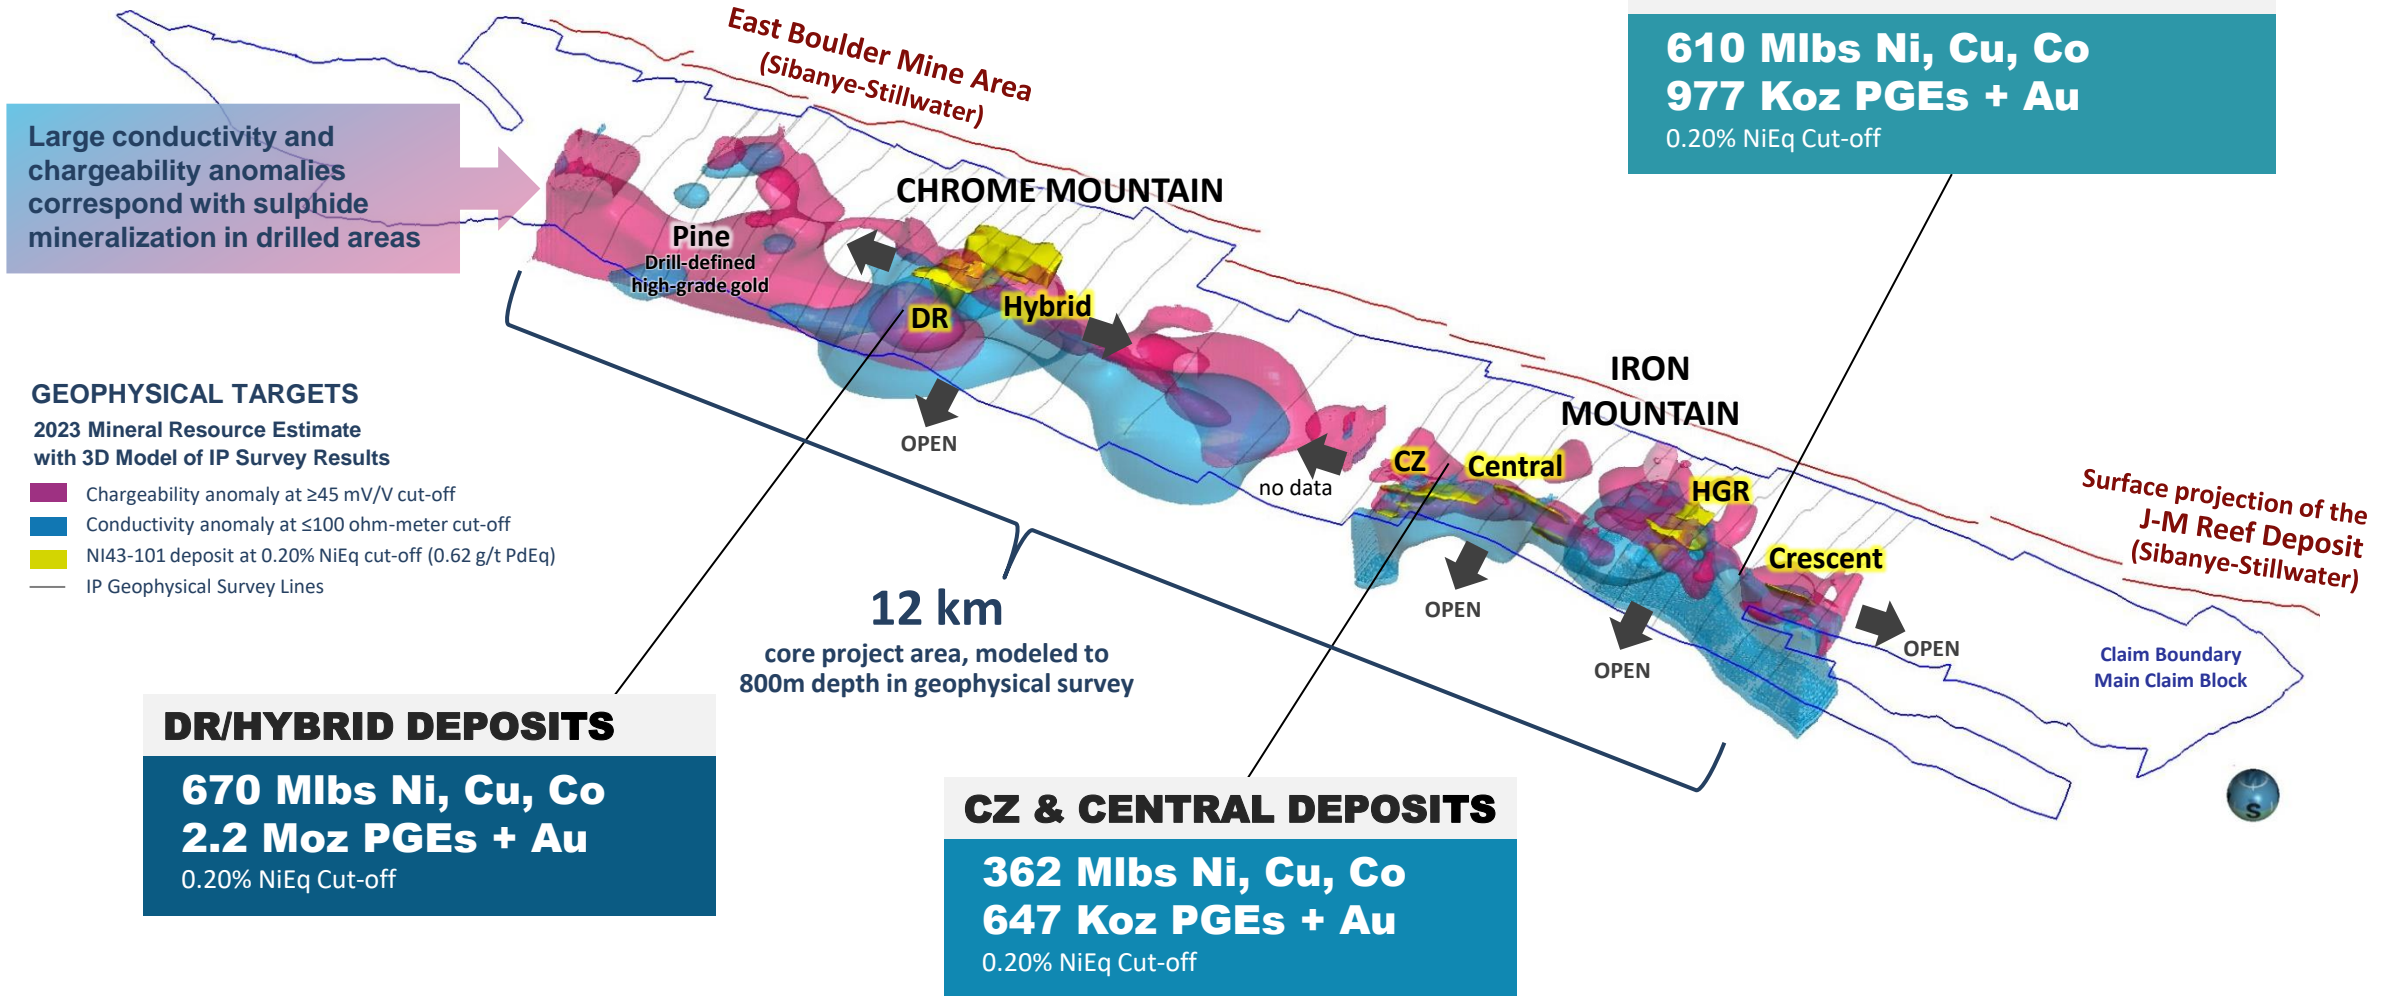 East Boulder Mine Area
(Sibanye-Stillwater)
610 Mlbs Ni, Cu, Co
977 Koz PGEs + Au
0.20% NiEq Cut-off
Large conductivity and
chargeability anomalies
correspond with sulphide
mineralization in drilled areas
CHROME MOUNTAIN
Pine
Drill-defined
high-grade gold
DR
Hybrid
OPEN
IRON
MOUNTAIN
CZ
Central
no data
HGR
Crescent
OPEN
OPEN
OPEN
Surface projection of the
J-M Reef Deposit
(Sibanye-Stillwater)
Claim Boundary
Main Claim Block
S
GEOPHYSICAL TARGETS
2023 Mineral Resource Estimate
with 3D Model of IP Survey Results
Chargeability anomaly at ≥45 mV/V cut-off
Conductivity anomaly at ≤100 ohm-meter cut-off
NI43-101 deposit at 0.20% NiEq cut-off (0.62 g/t PdEq)
IP Geophysical Survey Lines
12 km
core project area, modeled to
800m depth in geophysical survey
DR/HYBRID DEPOSITS
670 Mlbs Ni, Cu, Co
2.2 Moz PGEs + Au
0.20% NiEq Cut-off
CZ & CENTRAL DEPOSITS
362 Mlbs Ni, Cu, Co
647 Koz PGEs + Au
0.20% NiEq Cut-off